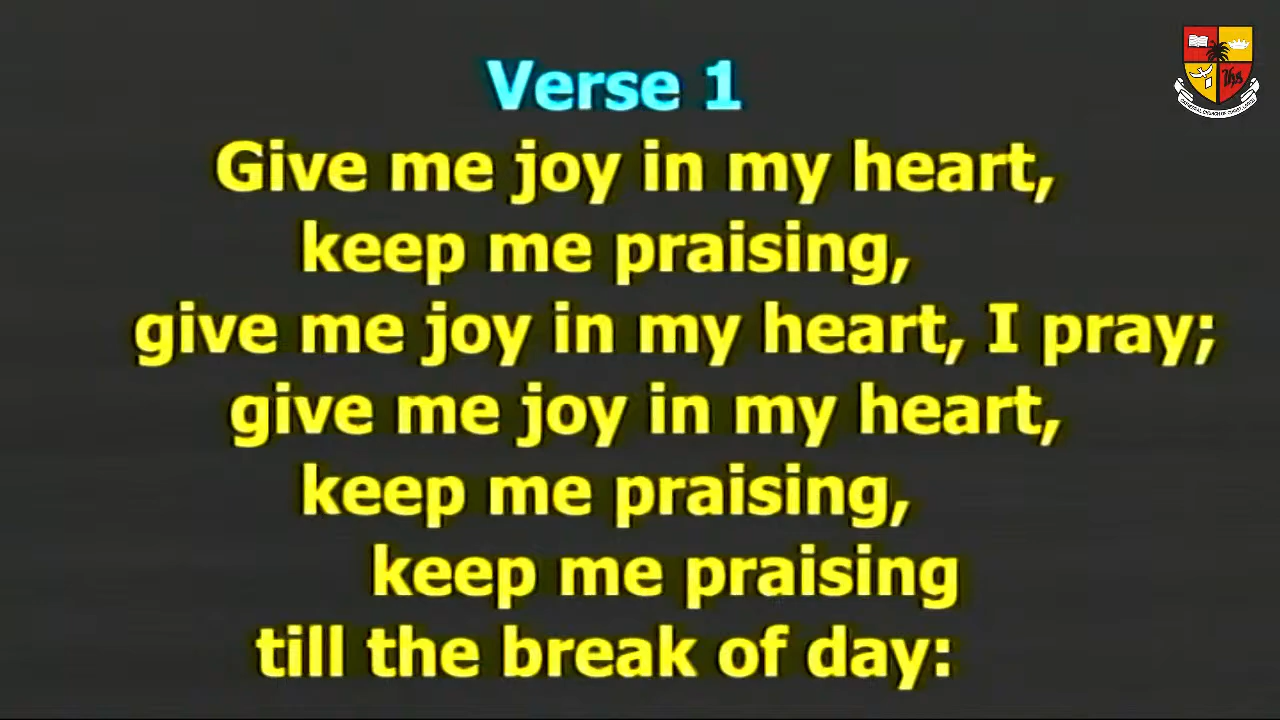 Verse 1
Give me joy in my heart,
keep me praising,
give me joy in my heart, I pray;
give me joy in my heart,
keep me praising,
keep me praising
till the break of day: